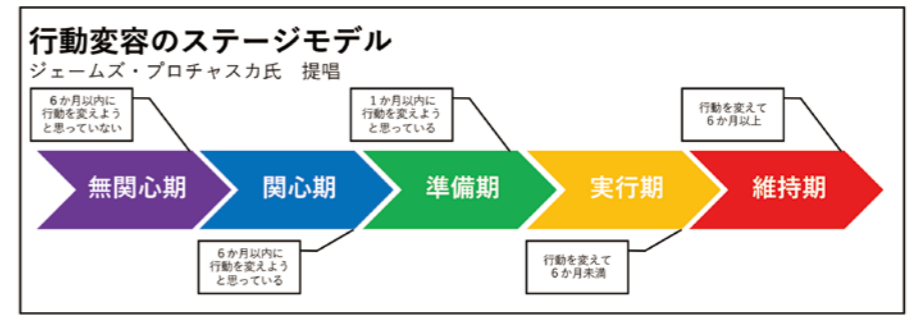 行動変容のステージモデル
ジェームズ・プロチャスカ氏　提唱
６か月以内に
行動を変えよう
と思っていない
１か月以内に
行動を変えよう
と思っている
行動を変えて
６か月以上
無関心期
関心期
準備期
実行期
維持期
６か月以内に
行動を変えよう
と思っている
行動を変えて
６か月未満